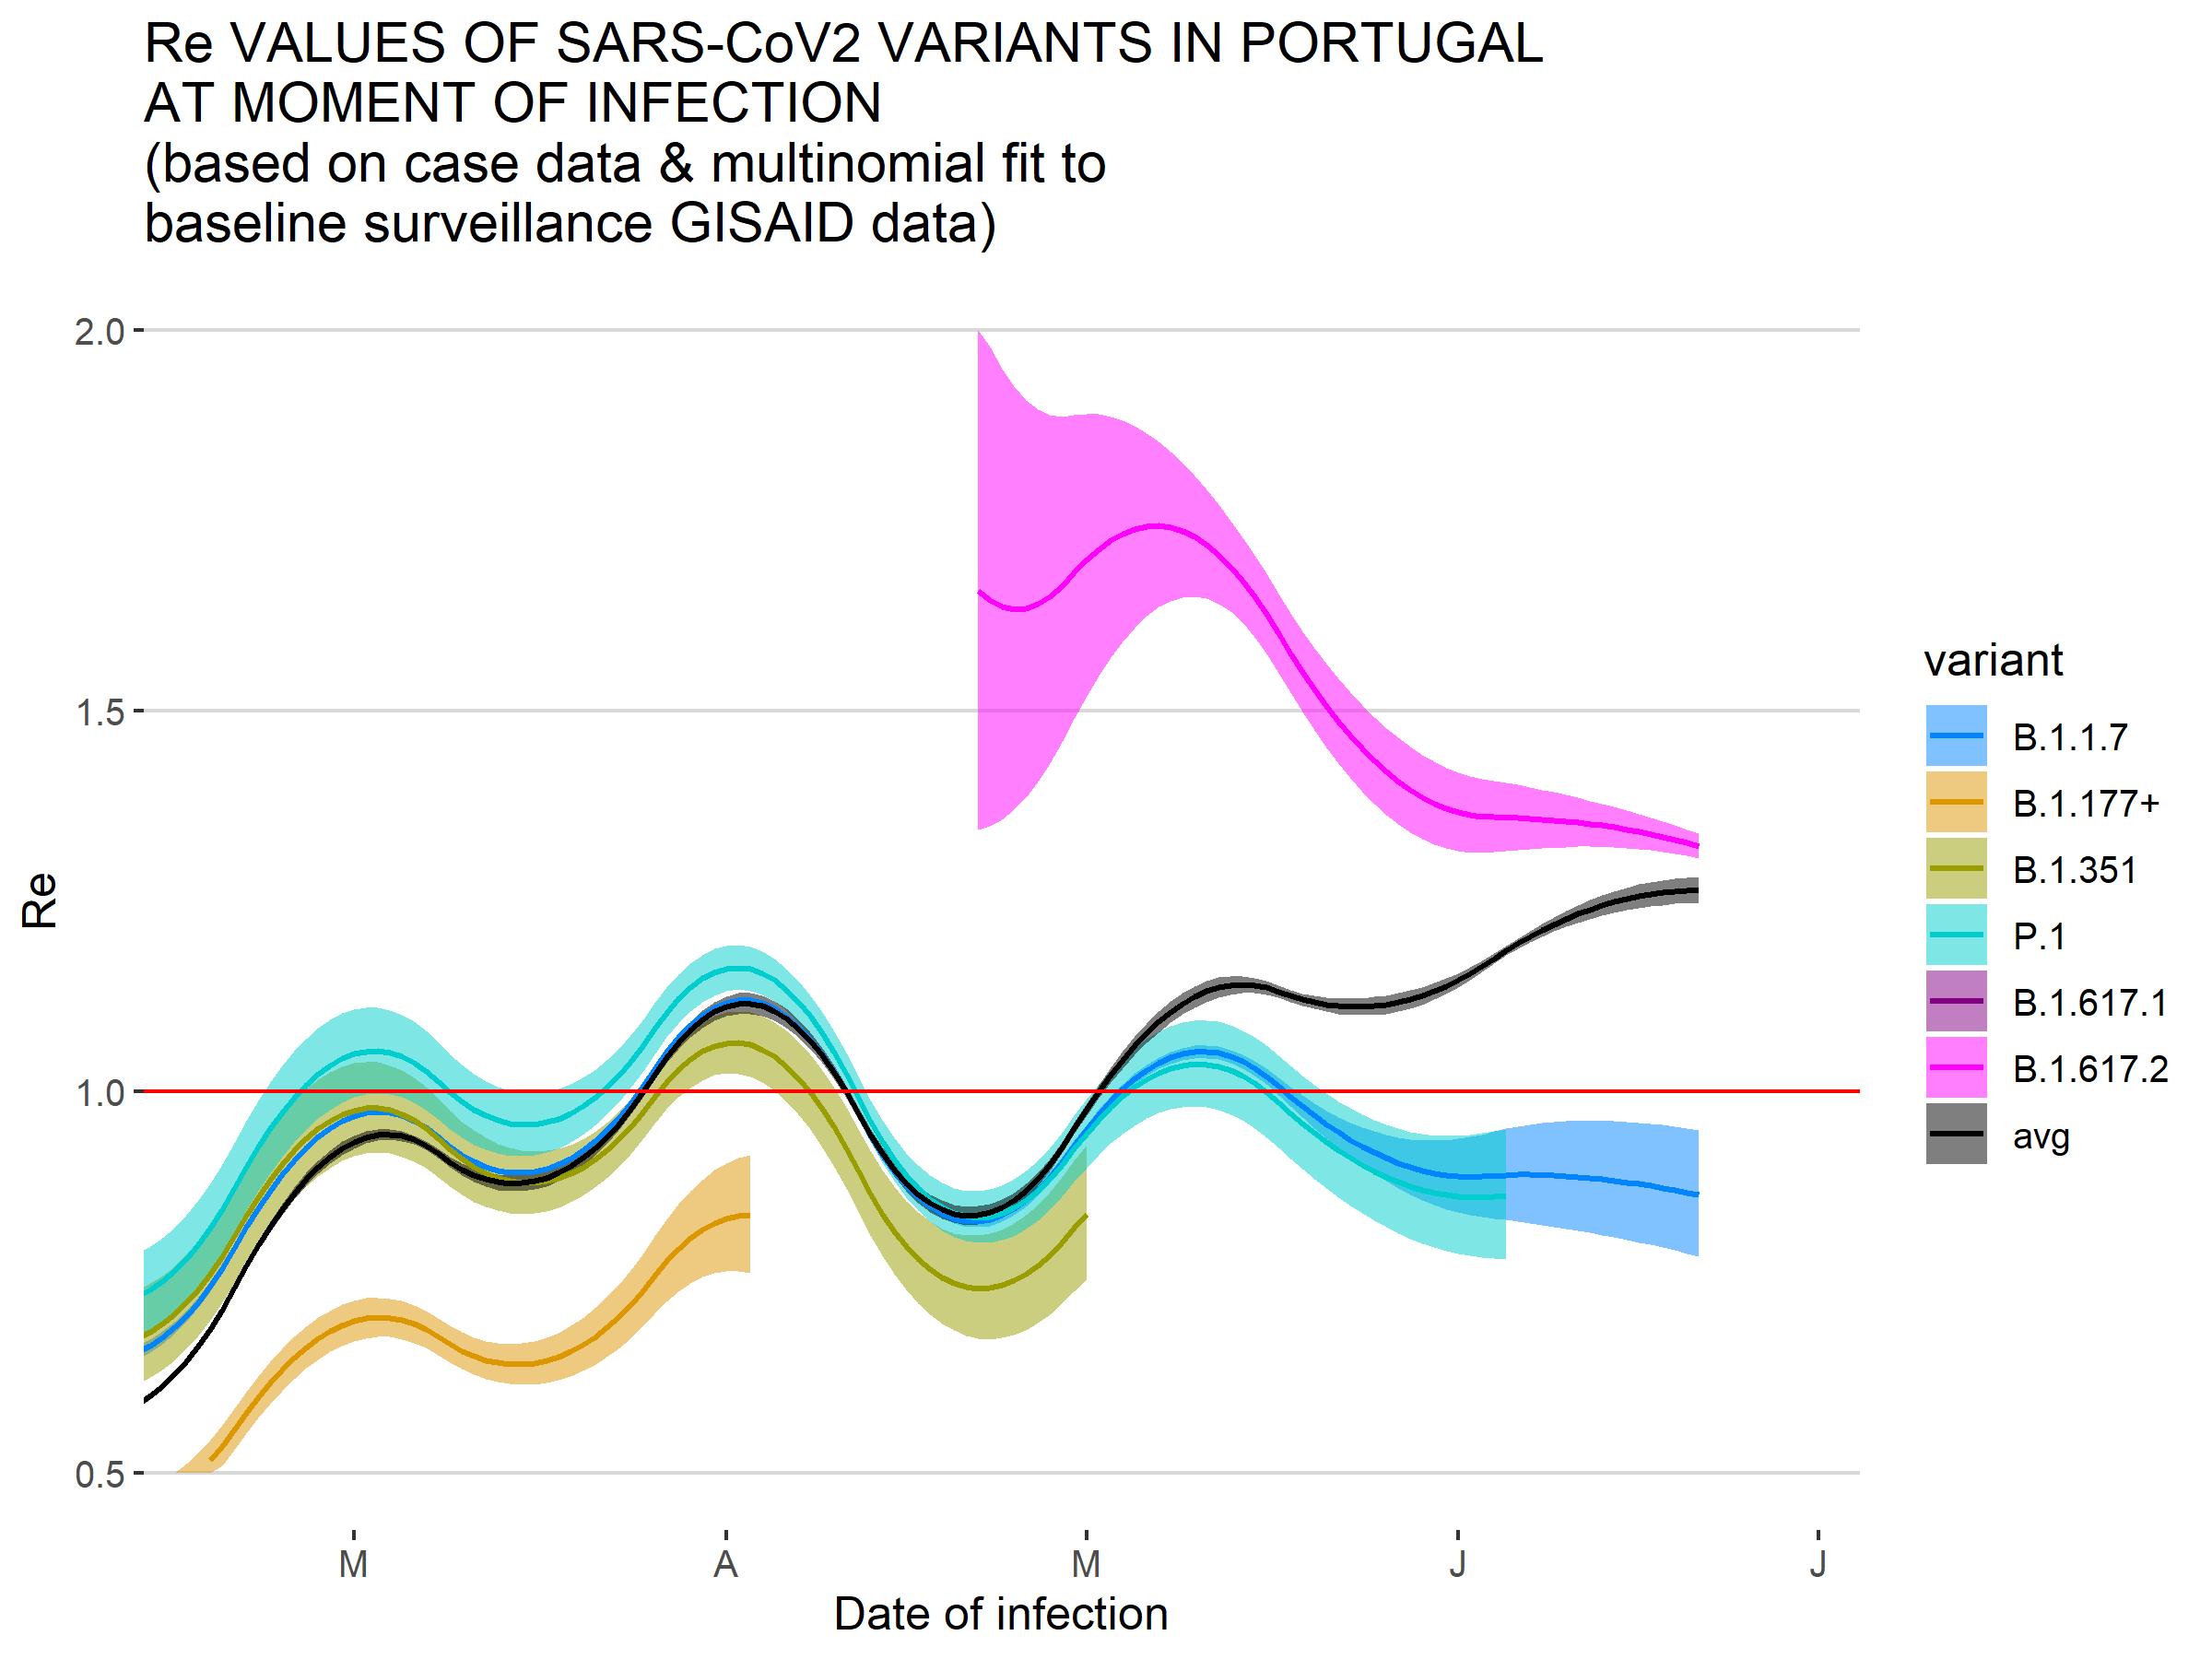 Re VALUES OF SARS-CoV2 VARIANTS IN PORTUGAL
AT MOMENT OF INFECTION
(based on case data & multinomial fit to
baseline surveillance GISAID data)
2.0
1.5
1.0
0.5
Re
M
A
M
J
J
Date of infection
variant
B.1.1.7
B.1.177+
B.1.351
P.1
B.1.617.1
B.1.617.2
avg